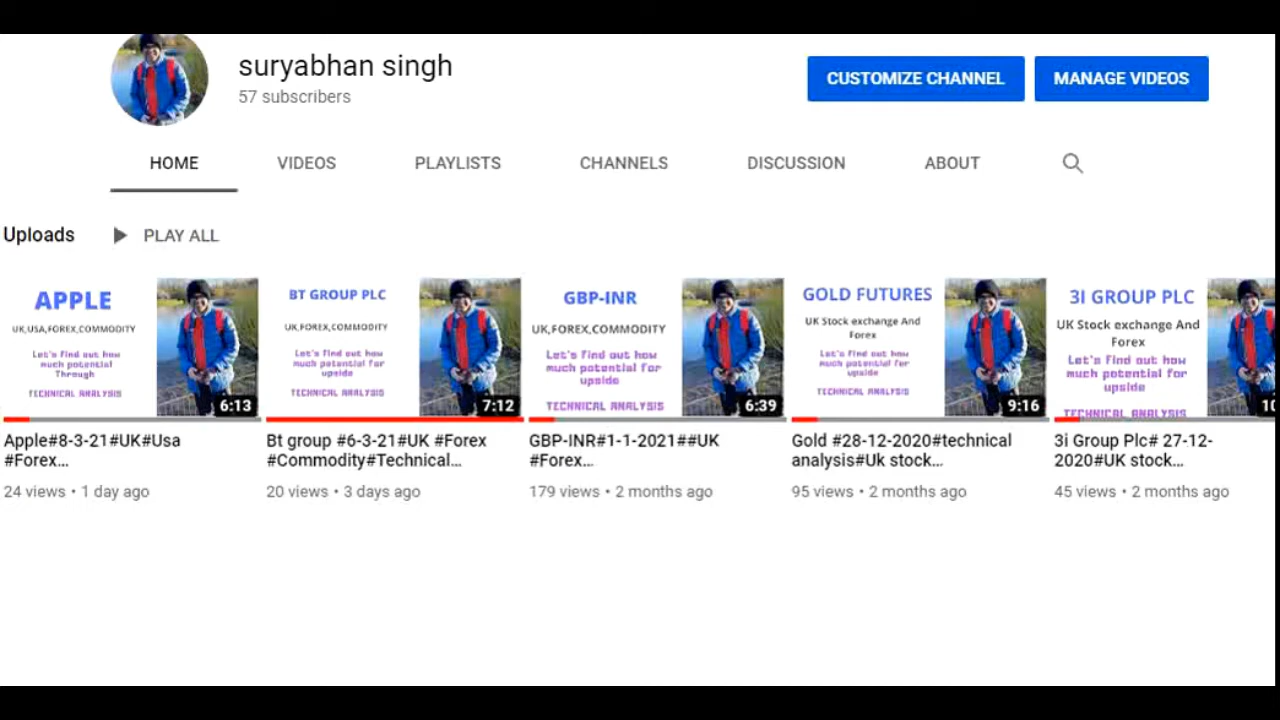 suryabhan singh
57 subscribers
CUSTOMIZE CHANNEL
MANAGE VIDEOS
HOME
VIDEOS
PLAYLISTS
CHANNELS
DISCUSSION
ABOUT
Uploads
PLAY ALL
APPLE
UK,USA,FOREX,COMMODITY
Let's find out how
much potential
Through
TECHNICAL ANALYSIS
6:13
Apple#8-3-21#UK#Usa
#Forex...
24 views • 1 day ago
BT GROUP PLC
UK,FOREX,COMMODITY
Let's find out how
much potential for
upside
TECHNICAL ANALYSIS
7:12
Bt group #6-3-21#UK #Forex
#Commodity#Technical...
20 views • 3 days ago
GBP-INR
UK,FOREX,COMMODITY
Let's find out how
much potential for
upside
TECHNICAL ANALYSIS
6:39
GBP-INR#1-1-2021##UK
#Forex...
179 views • 2 months ago
GOLD FUTURES
UK Stock exchange And
Forex
Let's find out how
much potential for
upside
TECHNICAL ANALYSIS
9:16
Gold #28-12-2020#technical
analysis#Uk stock...
95 views • 2 months ago
3I GROUP PLC
UK Stock exchange And
Forex
Let's find out how
much potential for
upside
TECHNICAL ANALYSIS
10
3i Group Plc# 27-12-
2020#UK stock...
45 views • 2 months ago